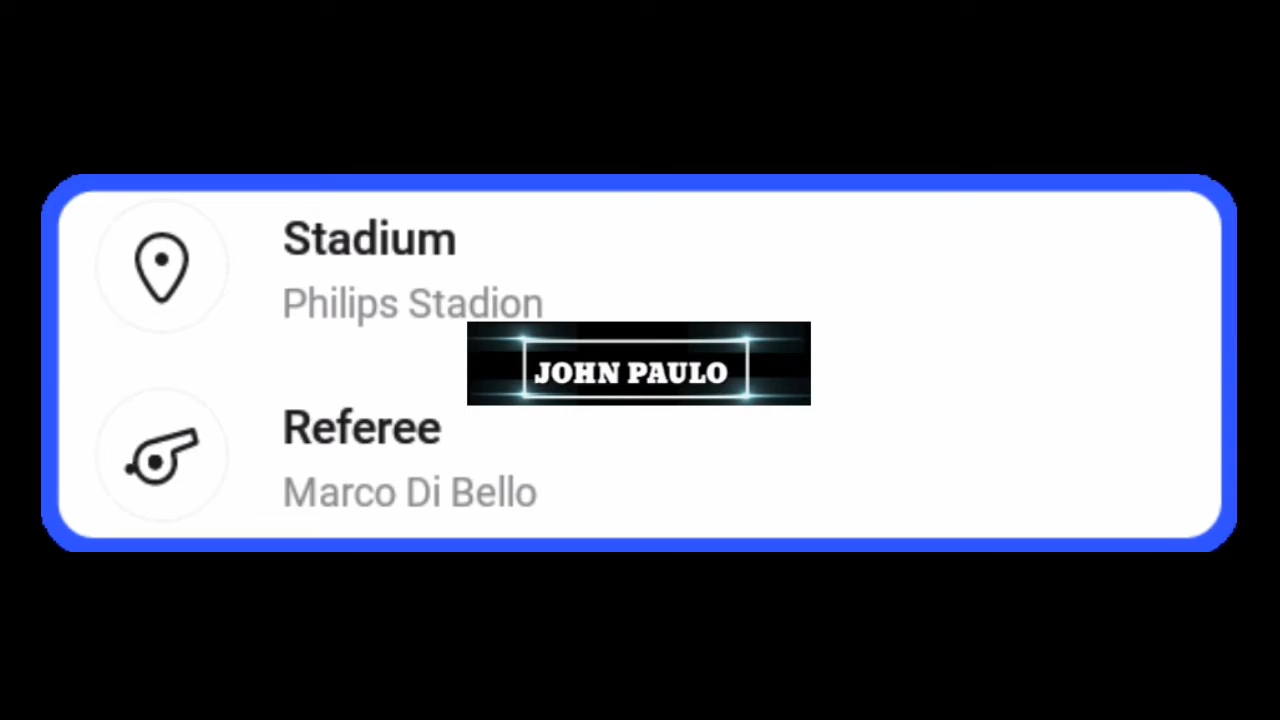 Stadium
Philips Stadion
JOHN PAULO
Referee
Marco Di Bello